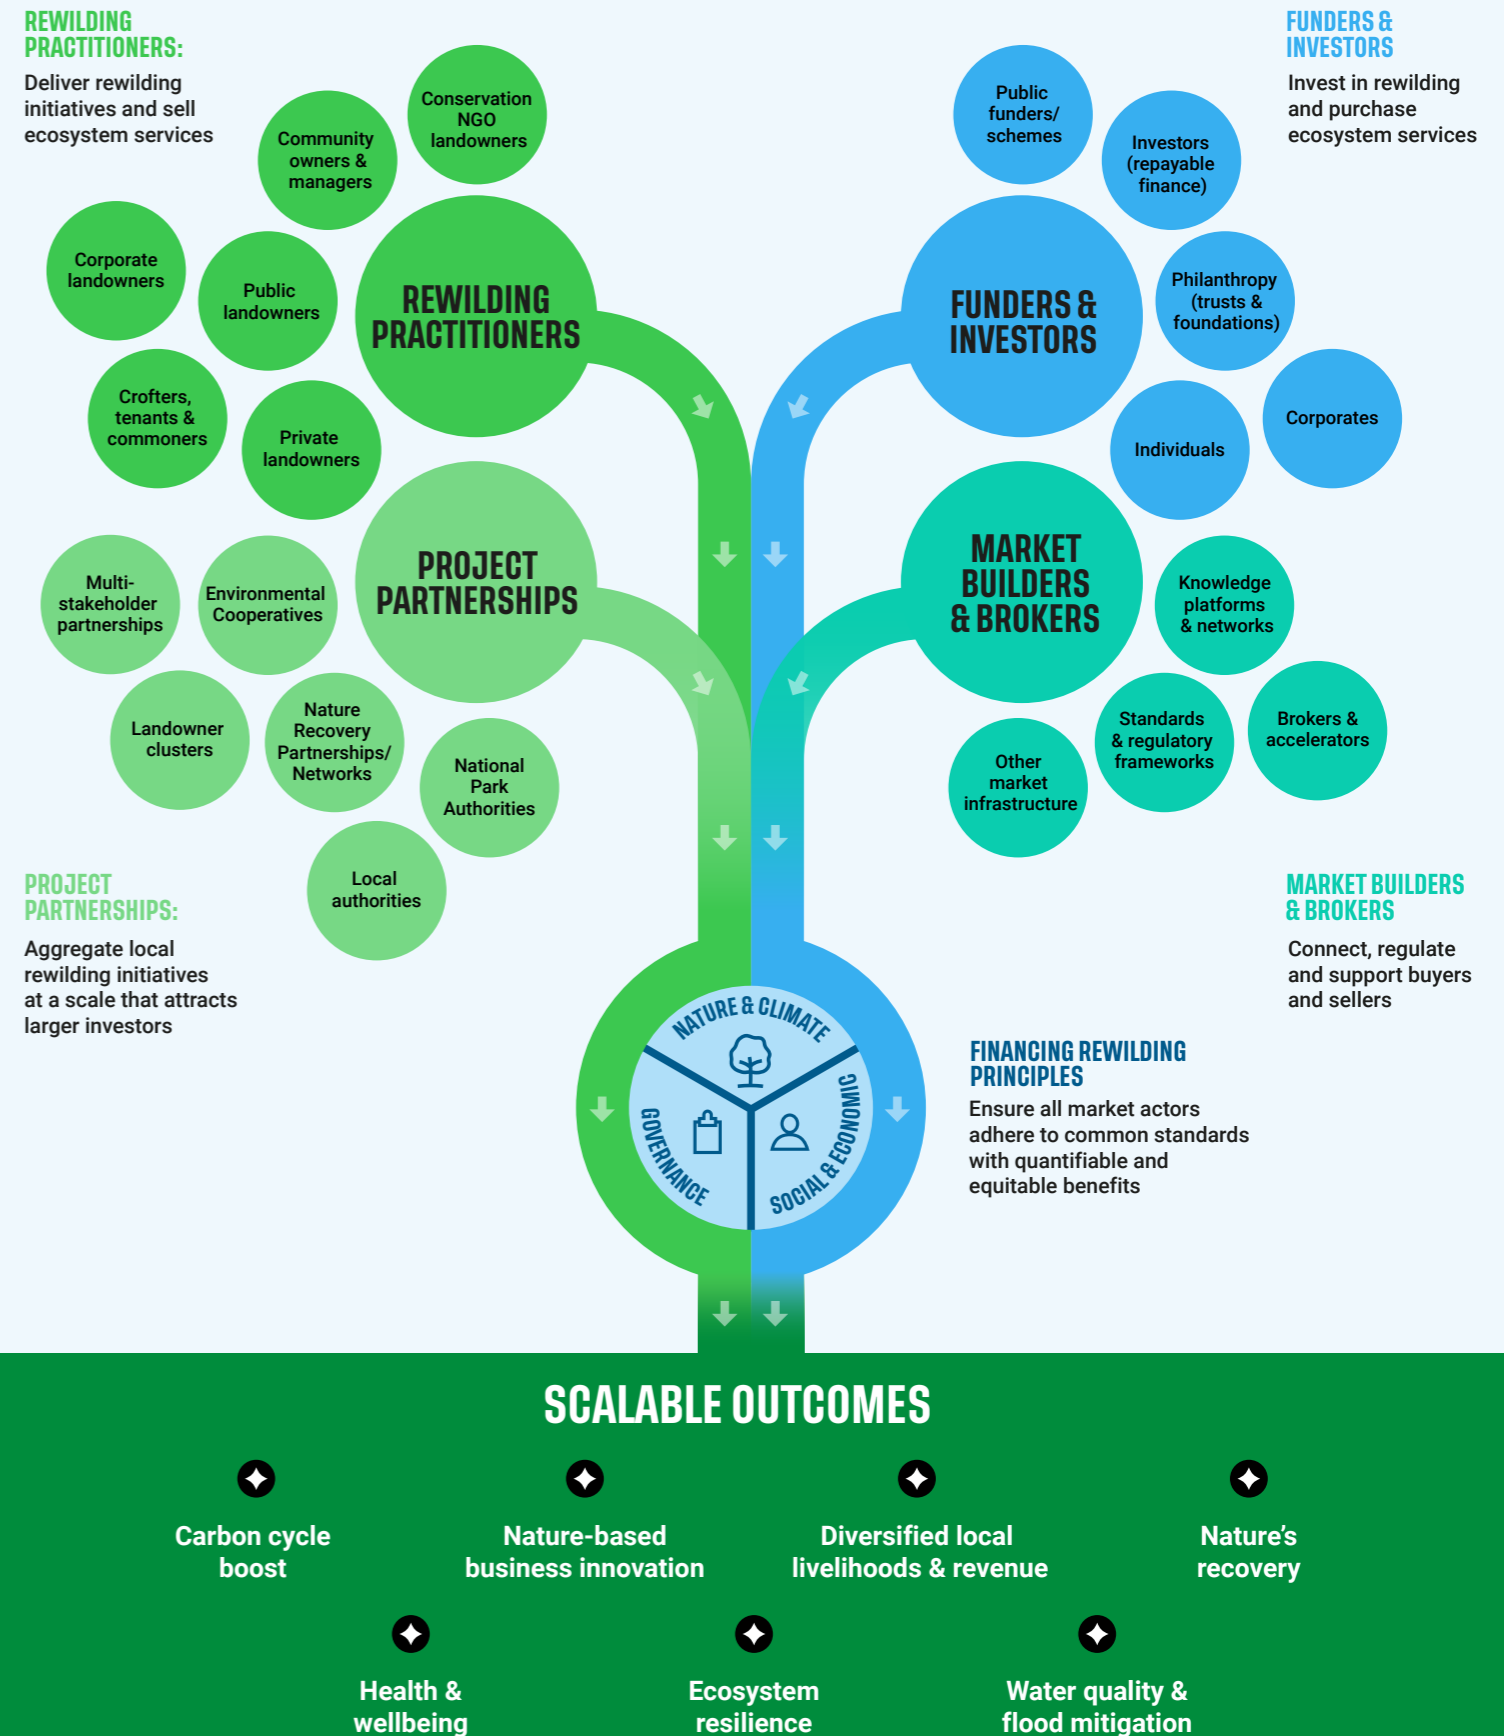 REWILDING
PRACTITIONERS:
Deliver rewilding
initiatives and sell
ecosystem services
FUNDERS &
INVESTORS
Invest in rewilding
and purchase
ecosystem services
Conservation
NGO
landowners
Community
owners &
managers
Corporate
landowners
Public
landowners
Crofters,
tenants &
commoners
Private
landowners
REWILDING
PRACTITIONERS
Public
funders/
schemes
Investors
(repayable
finance)
Philanthropy
(trusts &
foundations)
Corporates
Individuals
FUNDERS &
INVESTORS
PROJECT
PARTNERSHIPS
Multi-
stakeholder
partnerships
Environmental
Cooperatives
Landowner
clusters
Nature
Recovery
Partnerships/
Networks
National
Park
Authorities
Local
authorities
MARKET
BUILDERS
& BROKERS
Knowledge
platforms
& networks
Standards
& regulatory
frameworks
Brokers &
accelerators
Other
market
infrastructure
PROJECT
PARTNERSHIPS:
Aggregate local
rewilding initiatives
at a scale that attracts
larger investors
MARKET BUILDERS
& BROKERS
Connect, regulate
and support buyers
and sellers
NATURE & CLIMATE
GOVERNANCE
SOCIAL & ECONOMIC
FINANCING REWILDING
PRINCIPLES
Ensure all market actors
adhere to common standards
with quantifiable and
equitable benefits
SCALABLE OUTCOMES
Carbon cycle
boost
Nature-based
business innovation
Diversified local
livelihoods & revenue
Nature's
recovery
Health &
wellbeing
Ecosystem
resilience
Water quality &
flood mitigation